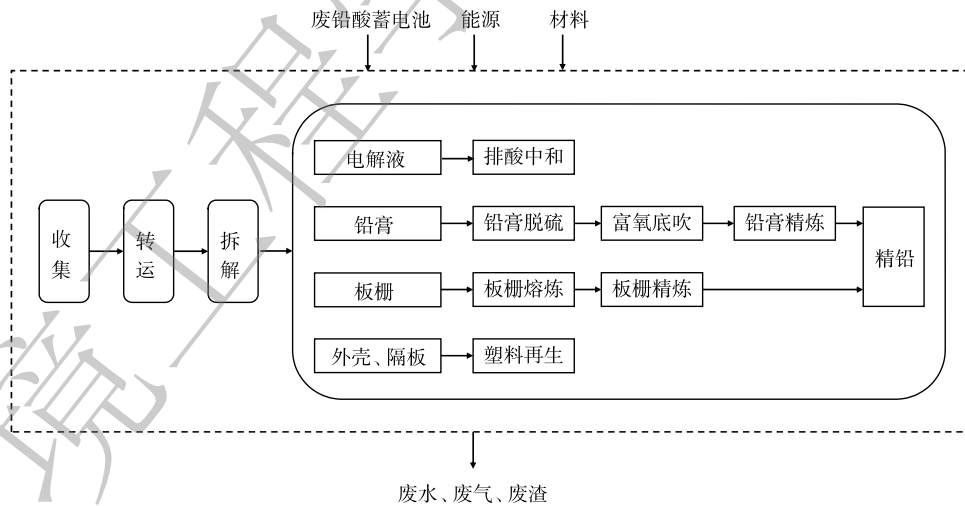 废铅酸蓄电池 能源 材料
电解液 排酸中和
铅膏 铅膏脱硫 富氧底吹 铅膏精炼
收集 转运 拆解 精铅
板栅 板栅熔炼 板栅精炼
外壳、隔板 塑料再生
废水、废气、废渣
境工程